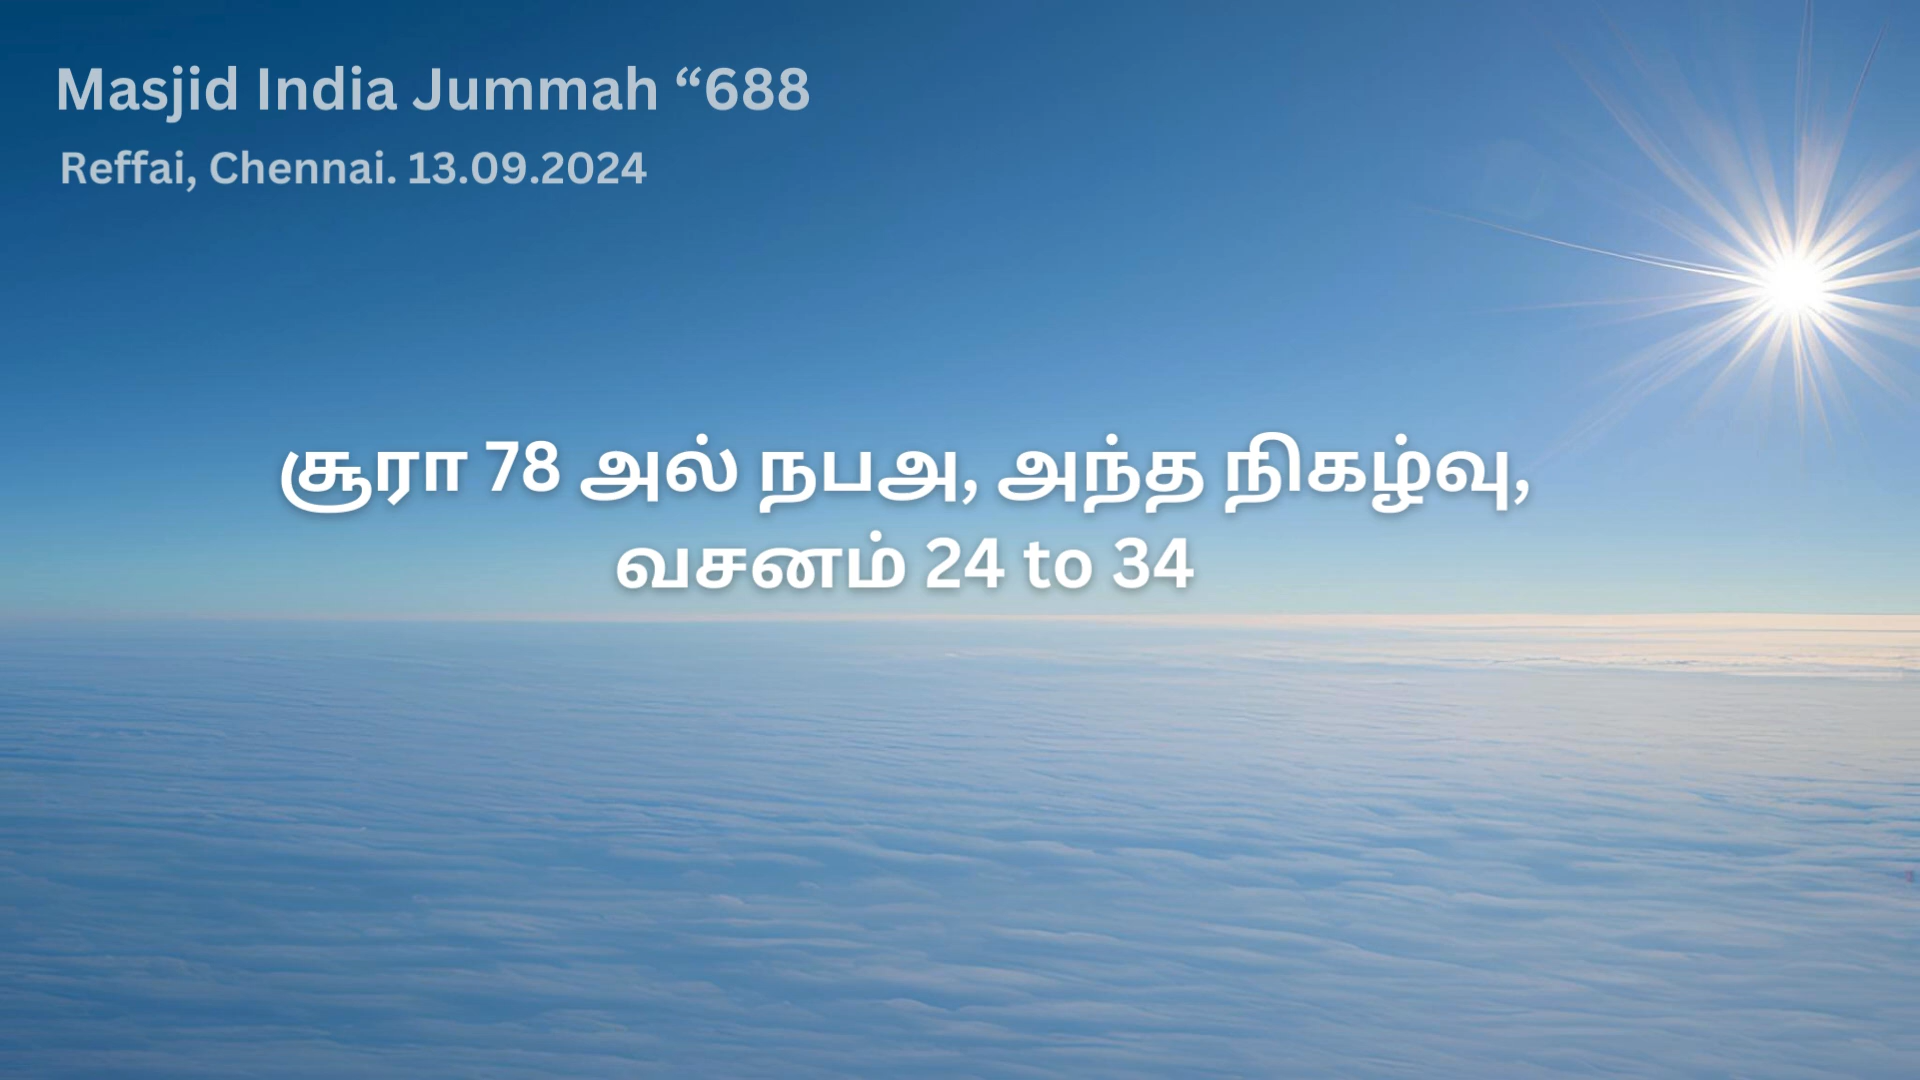 Masjid India Jummah “688
Reffai, Chennai. 13.09.2024
சூரா 78 அல் நபஅ, அந்த நிகழ்வு,
வசனம் 24 to 34